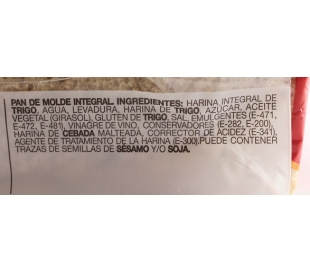 PAN DE MOLDE INTEGRAL. INGREDIENTES: HARINA INTEGRAL DE
TRIGO, AGUA, LEVADURA, HARINA DE TRIGO, AZÚCAR, ACEITE
VEGETAL (GIRASOL), GLUTEN DE TRIGO, SAL, EMULGENTES (E-471,
E-472, E-481), VINAGRE DE VINO, CONSERVADORES (E-282, E-200),
HARINA DE CEBADA MALTEADA, CORRECTOR DE ACIDEZ (E-341),
AGENTE DE TRATAMIENTO DE LA HARINA (E-300).PUEDE CONTENER
TRAZAS DE SEMILLAS DE SÉSAMO Y/O SOJA.